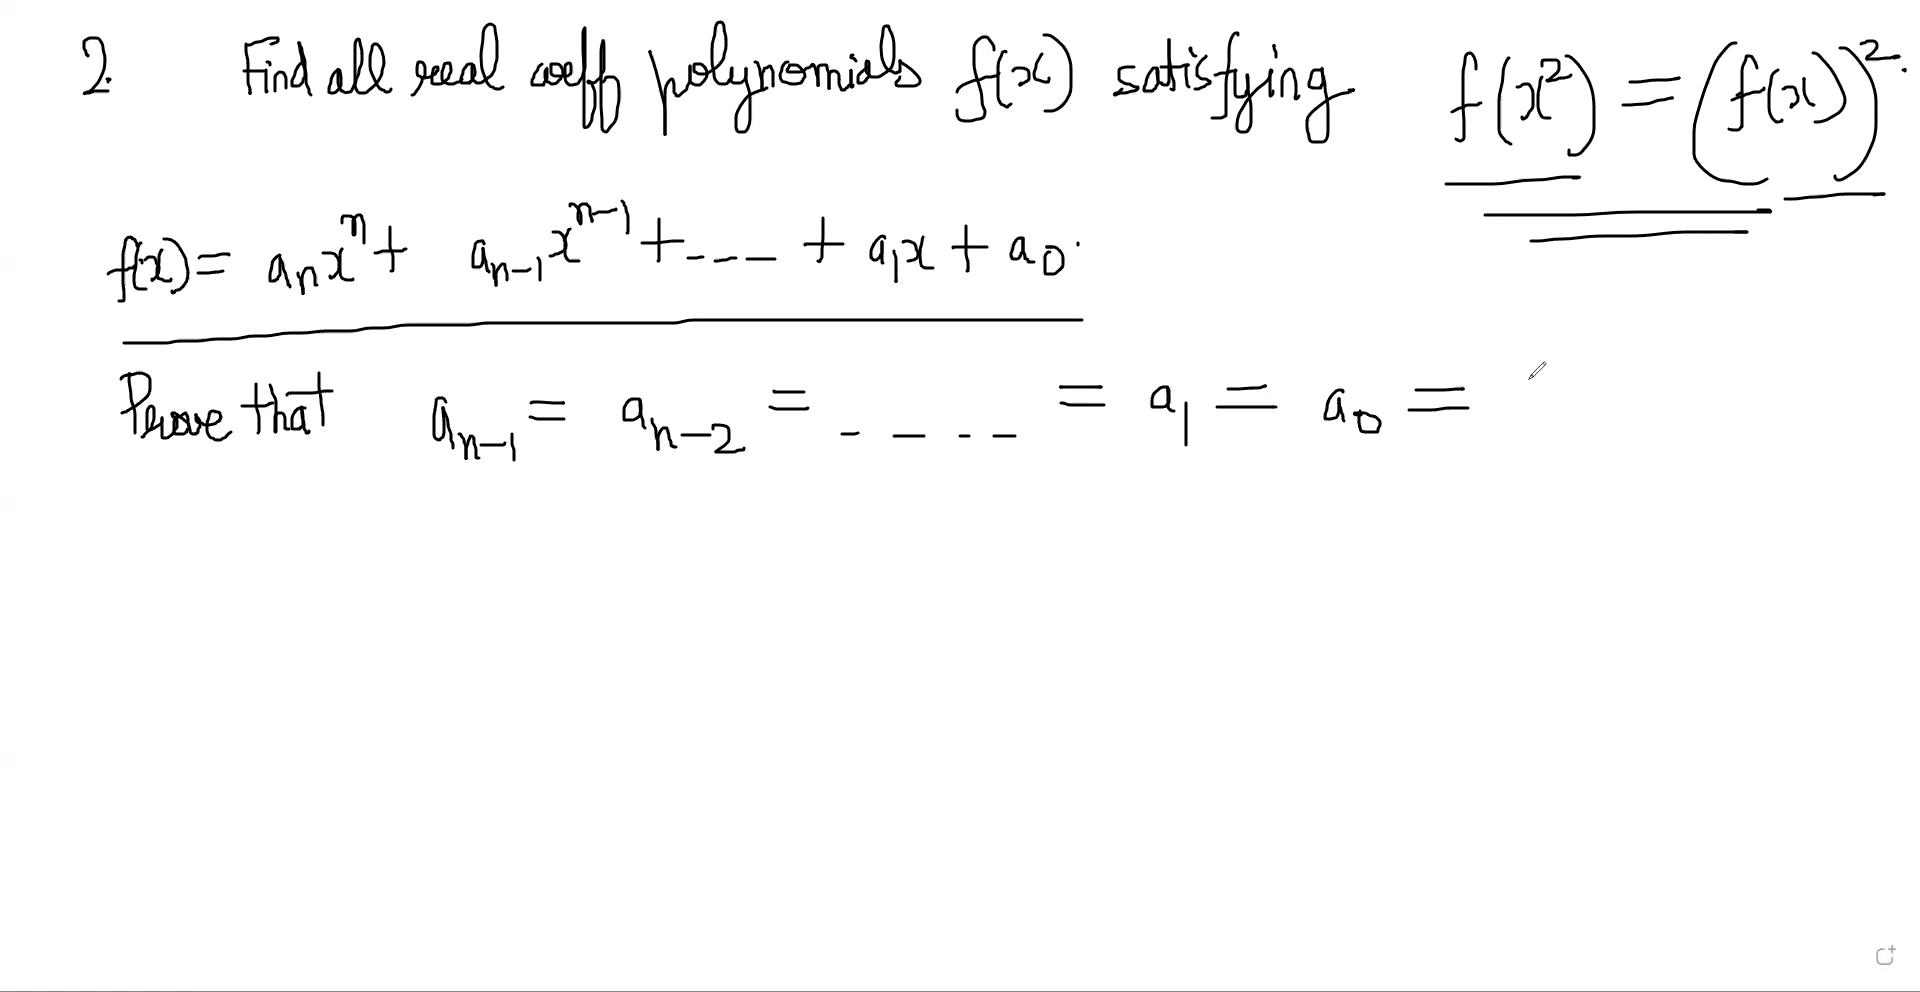 2. Find all real coeff polynomials f(x) satisfying f(x²) = (f(x))².
f(x) = aₙxⁿ + aₙ₋₁xⁿ⁻¹ + --- + a₁x + a₀.
Prove that aₙ₋₁ = aₙ₋₂ = ---- = a₁ = a₀ =